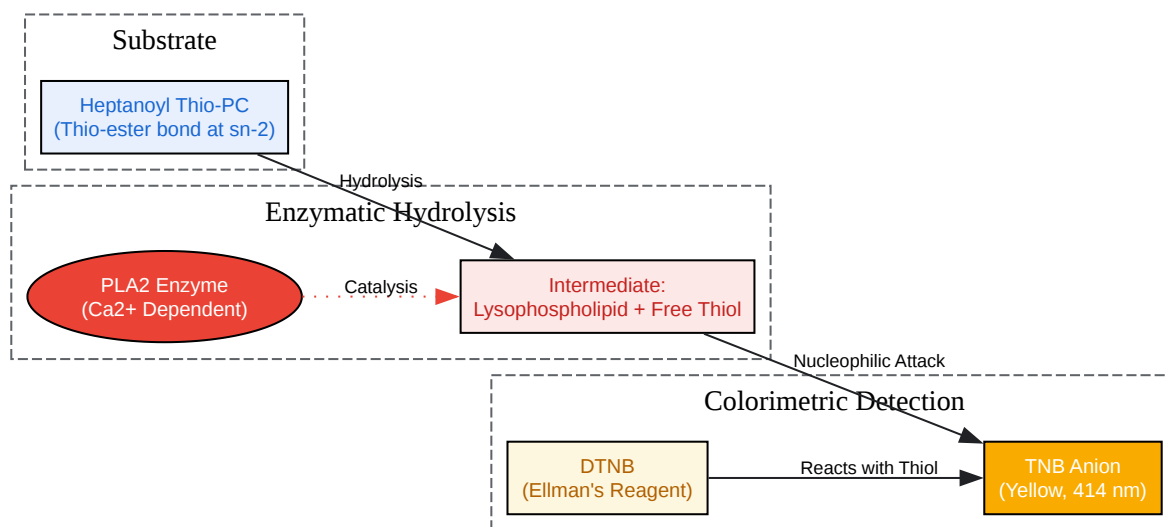 Substrate
Heptanoyl Thio-PC
(Thio-ester bond at sn-2)
Hydrolysis
Enzymatic Hydrolysis
PLA2 Enzyme
(Ca2+ Dependent)
Catalysis
Intermediate:
Lysophospholipid + Free Thiol
Nucleophilic Attack
Colorimetric Detection
DTNB
(Ellman's Reagent)
Reacts with Thiol
TNB Anion
(Yellow, 414 nm)